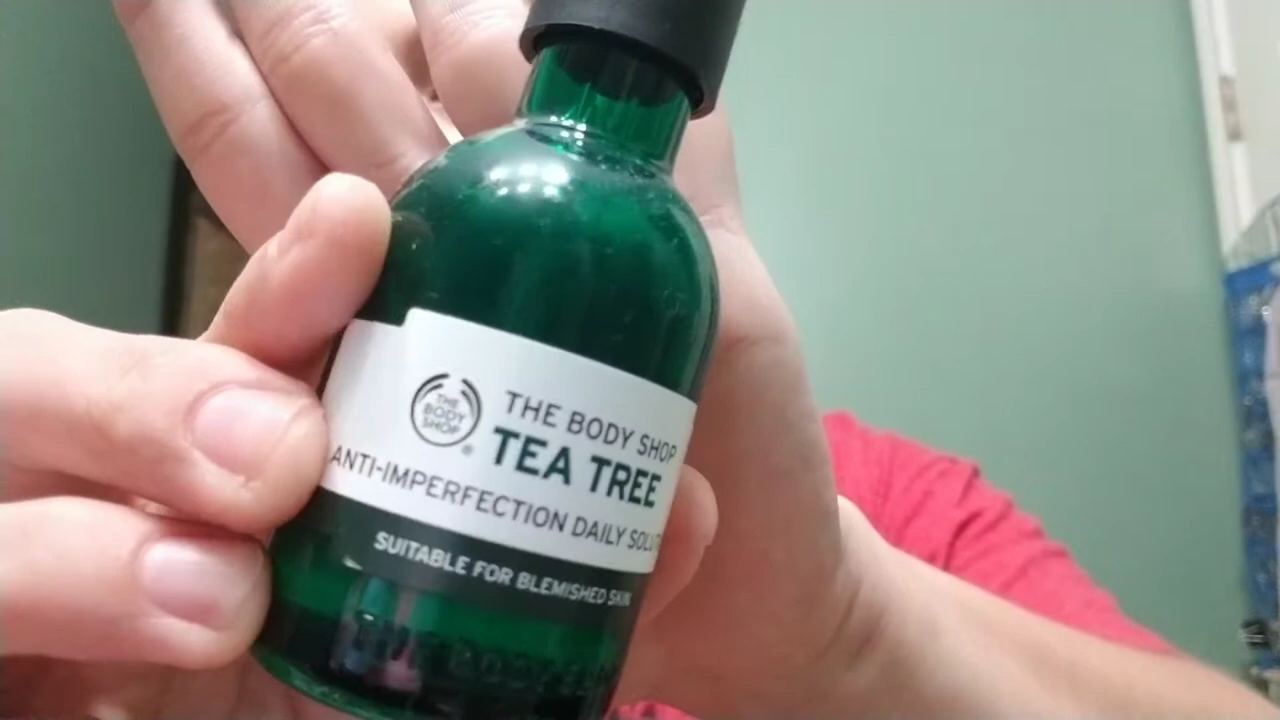 THE
BODY
SHOP
®
THE BODY SHOP
TEA TREE
ANTI-IMPERFECTION DAILY SOLU
SUITABLE FOR BLEMISHED SKIN